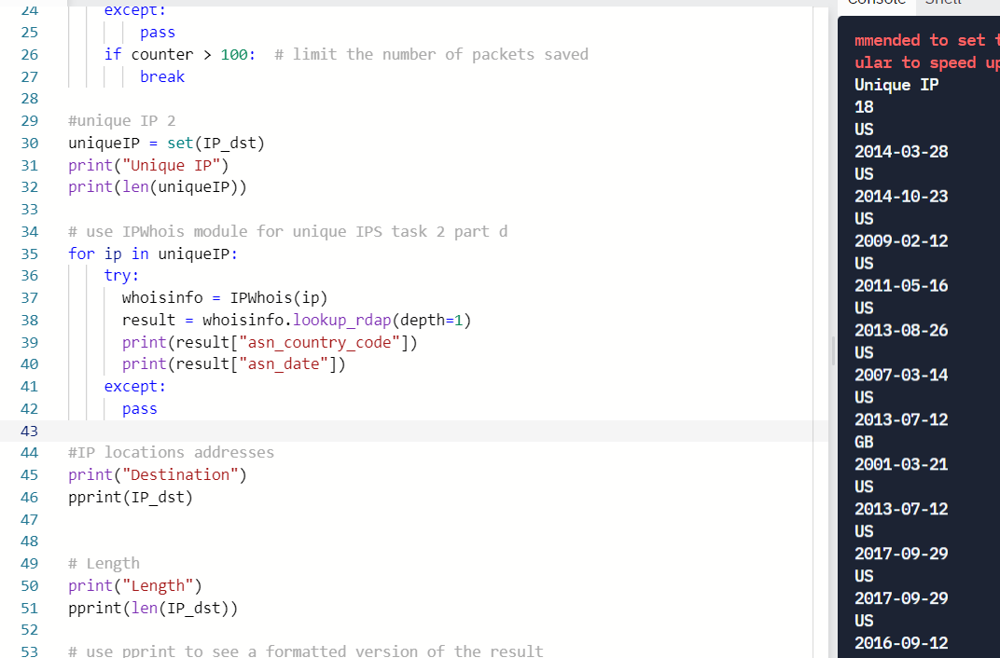 Console Shell
24 except:
25 pass
26 if counter > 100: # limit the number of packets saved
27 break
28
29 #unique IP 2
30 uniqueIP = set(IP_dst)
31 print("Unique IP")
32 print(len(uniqueIP))
33
34 # use IPWhois module for unique IPS task 2 part d
35 for ip in uniqueIP:
36 try:
37 whoisinfo = IPWhois(ip)
38 result = whoisinfo.lookup_rdap(depth=1)
39 print(result["asn_country_code"])
40 print(result["asn_date"])
41 except:
42 pass
43
44 #IP locations addresses
45 print("Destination")
46 pprint(IP_dst)
47
48
49 # Length
50 print("Length")
51 pprint(len(IP_dst))
52
53 # use pprint to see a formatted version of the result
mmended to set t
ular to speed up
Unique IP
18
US
2014-03-28
US
2014-10-23
US
2009-02-12
US
2011-05-16
US
2013-08-26
US
2007-03-14
US
2013-07-12
GB
2001-03-21
US
2013-07-12
US
2017-09-29
US
2017-09-29
US
2016-09-12